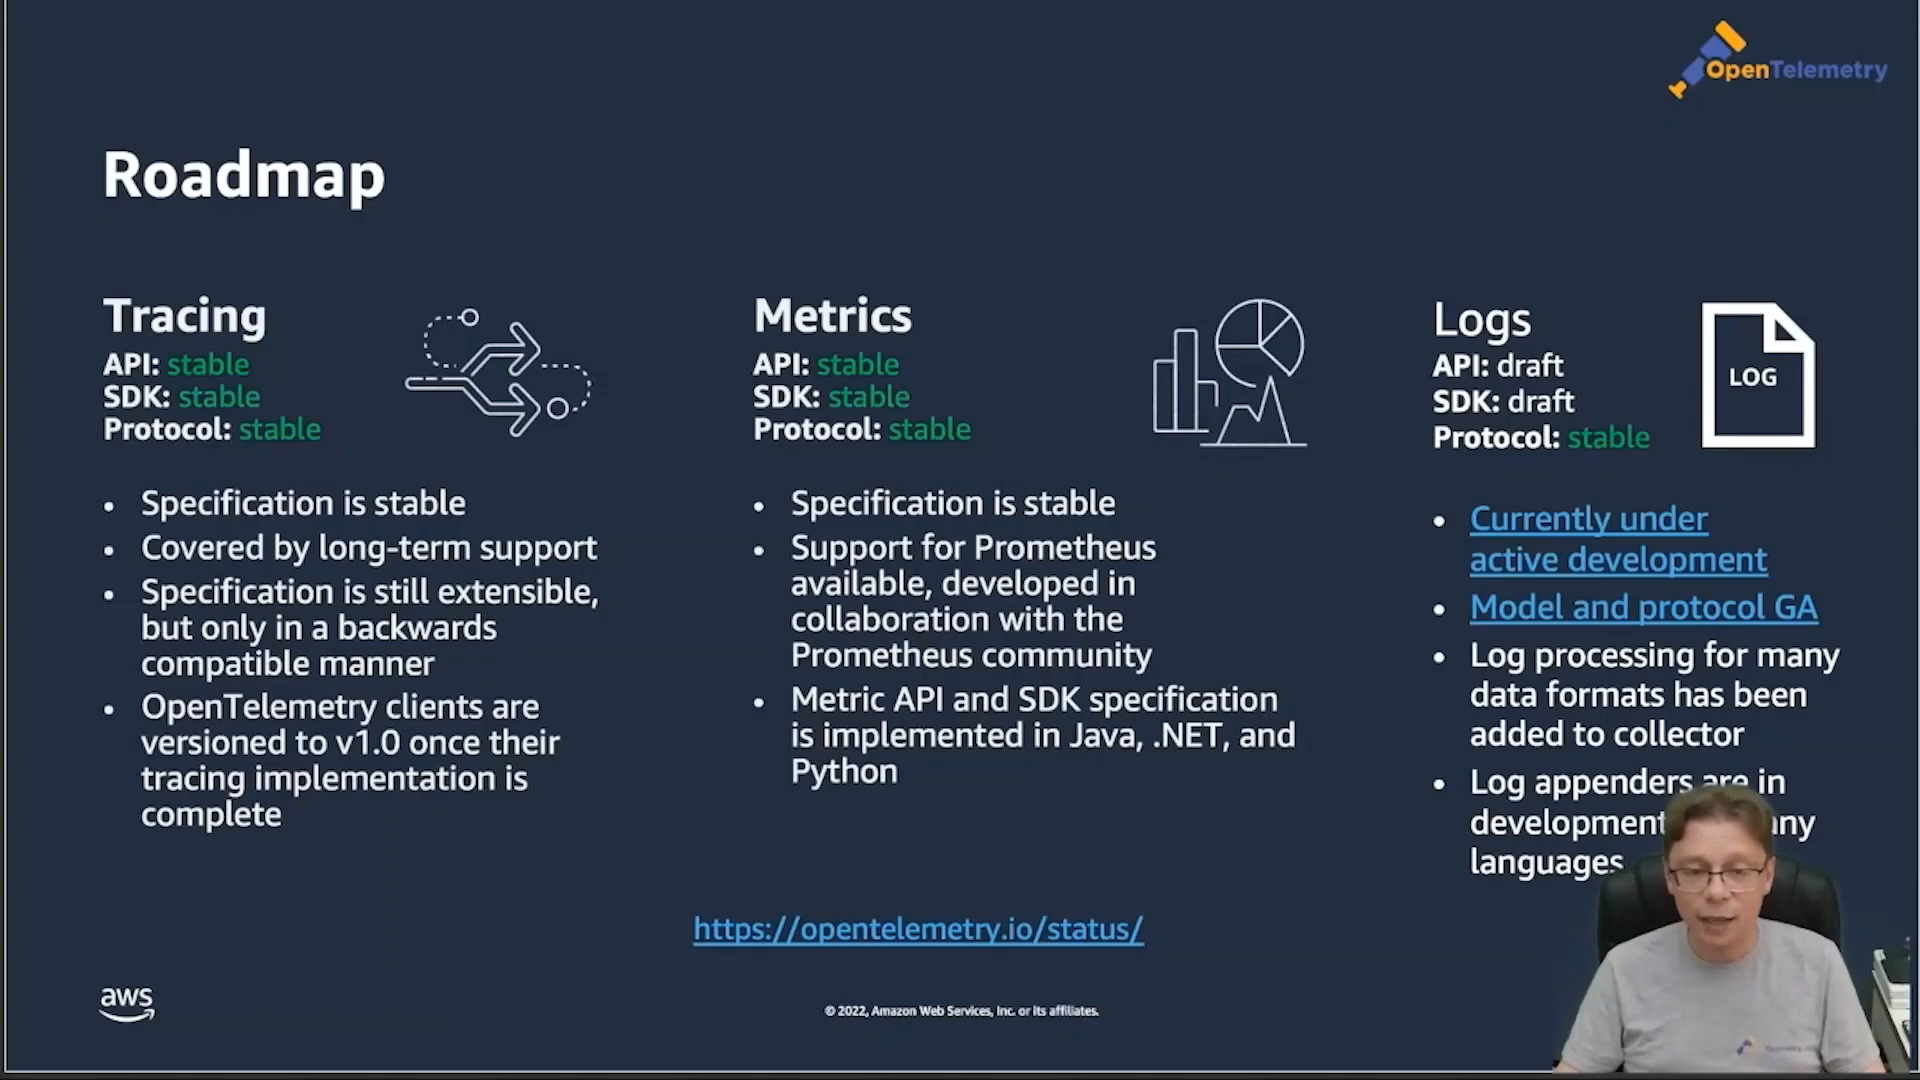 OpenTelemetry
Roadmap
Tracing
API: stable
SDK: stable
Protocol: stable
• Specification is stable
• Covered by long-term support
• Specification is still extensible,
but only in a backwards
compatible manner
• OpenTelemetry clients are
versioned to v1.0 once their
tracing implementation is
complete
Metrics
API: stable
SDK: stable
Protocol: stable
• Specification is stable
• Support for Prometheus
available, developed in
collaboration with the
Prometheus community
• Metric API and SDK specification
is implemented in Java, .NET, and
Python
Logs
API: draft
SDK: draft
Protocol: stable
LOG
• Currently under
active development
• Model and protocol GA
• Log processing for many
data formats has been
added to collector
• Log appenders are in
development
languages
https://opentelemetry.io/status/
aws
© 2022, Amazon Web Services, Inc. or its affiliates.